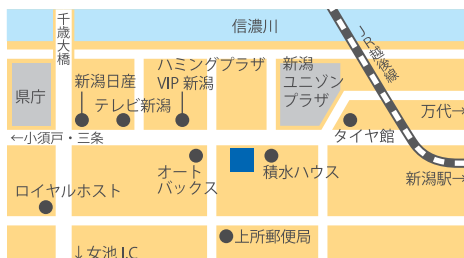 信濃川
千歳大橋
JR越後線
ハミングプラザ
VIP 新潟
新潟
ユニゾン
プラザ
新潟日産
県庁
テレビ新潟
万代→
タイヤ館
←小須戸・三条
オート
バックス
積水ハウス
新潟駅→
ロイヤルホスト
上所郵便局
↓女池 I.C